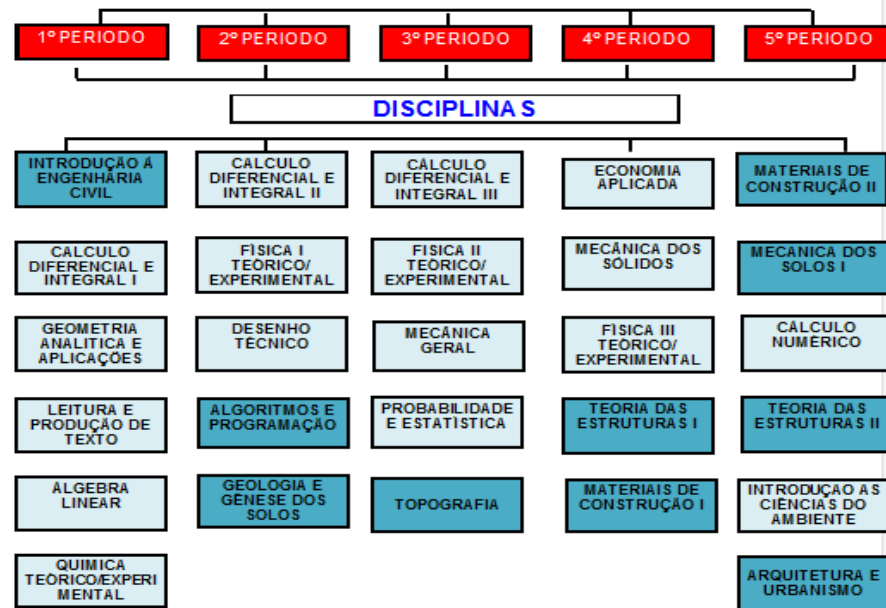 1º PERIODO
2º PERIODO
3º PERIODO
4º PERIODO
5º PERIODO
DISCIPLINAS
INTRODUÇÃO Á
ENGENHARIA
CIVIL
CALCULO
DIFERENCIAL E
INTEGRAL II
CALCULO
DIFERENCIAL E
INTEGRAL III
ECONOMIA
APLICADA
MATERIAIS DE
CONSTRUÇÃO II
CALCULO
DIFERENCIAL E
INTEGRAL I
FÍSICA I
TEÓRICO/
EXPERIMENTAL
FISICA II
TEÓRICO/
EXPERIMENTAL
MECÂNICA DOS
SÓLIDOS
MECANICA DOS
SOLOS I
GEOMETRIA
ANALITICA E
APLICAÇÕES
DESENHO
TÉCNICO
MECÂNICA
GERAL
FÍSICA III
TEÓRICO/
EXPERIMENTAL
CÁLCULO
NUMÉRICO
LEITURA E
PRODUÇÃO DE
TEXTO
ALGORITMOS E
PROGRAMAÇÃO
PROBABILIDADE
E ESTATÍSTICA
TEORIA DAS
ESTRUTURAS I
TEORIA DAS
ESTRUTURAS II
ÁLGEBRA
LINEAR
GEOLOGIA E
GÊNESE DOS
SOLOS
TOPOGRAFIA
MATERIAIS DE
CONSTRUÇÃO I
INTRODUÇAO AS
CIÊNCIAS DO
AMBIENTE
QUIMICA
TEÓRICO/EXPERI
MENTAL
ARQUITETURA E
URBANISMO